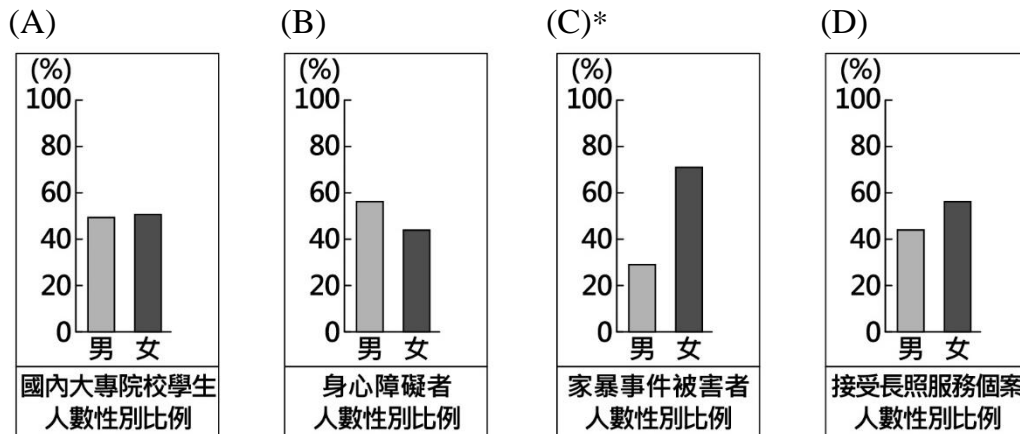 (A)
(%)
100
80
60
40
20
0
男 女
國內大專院校學生
人數性別比例
(B)
(%)
100
80
60
40
20
0
男 女
身心障礙者
人數性別比例
(C)*
(%)
100
80
60
40
20
0
男 女
家暴事件被害者
人數性別比例
(D)
(%)
100
80
60
40
20
0
男 女
接受長照服務個案
人數性別比例